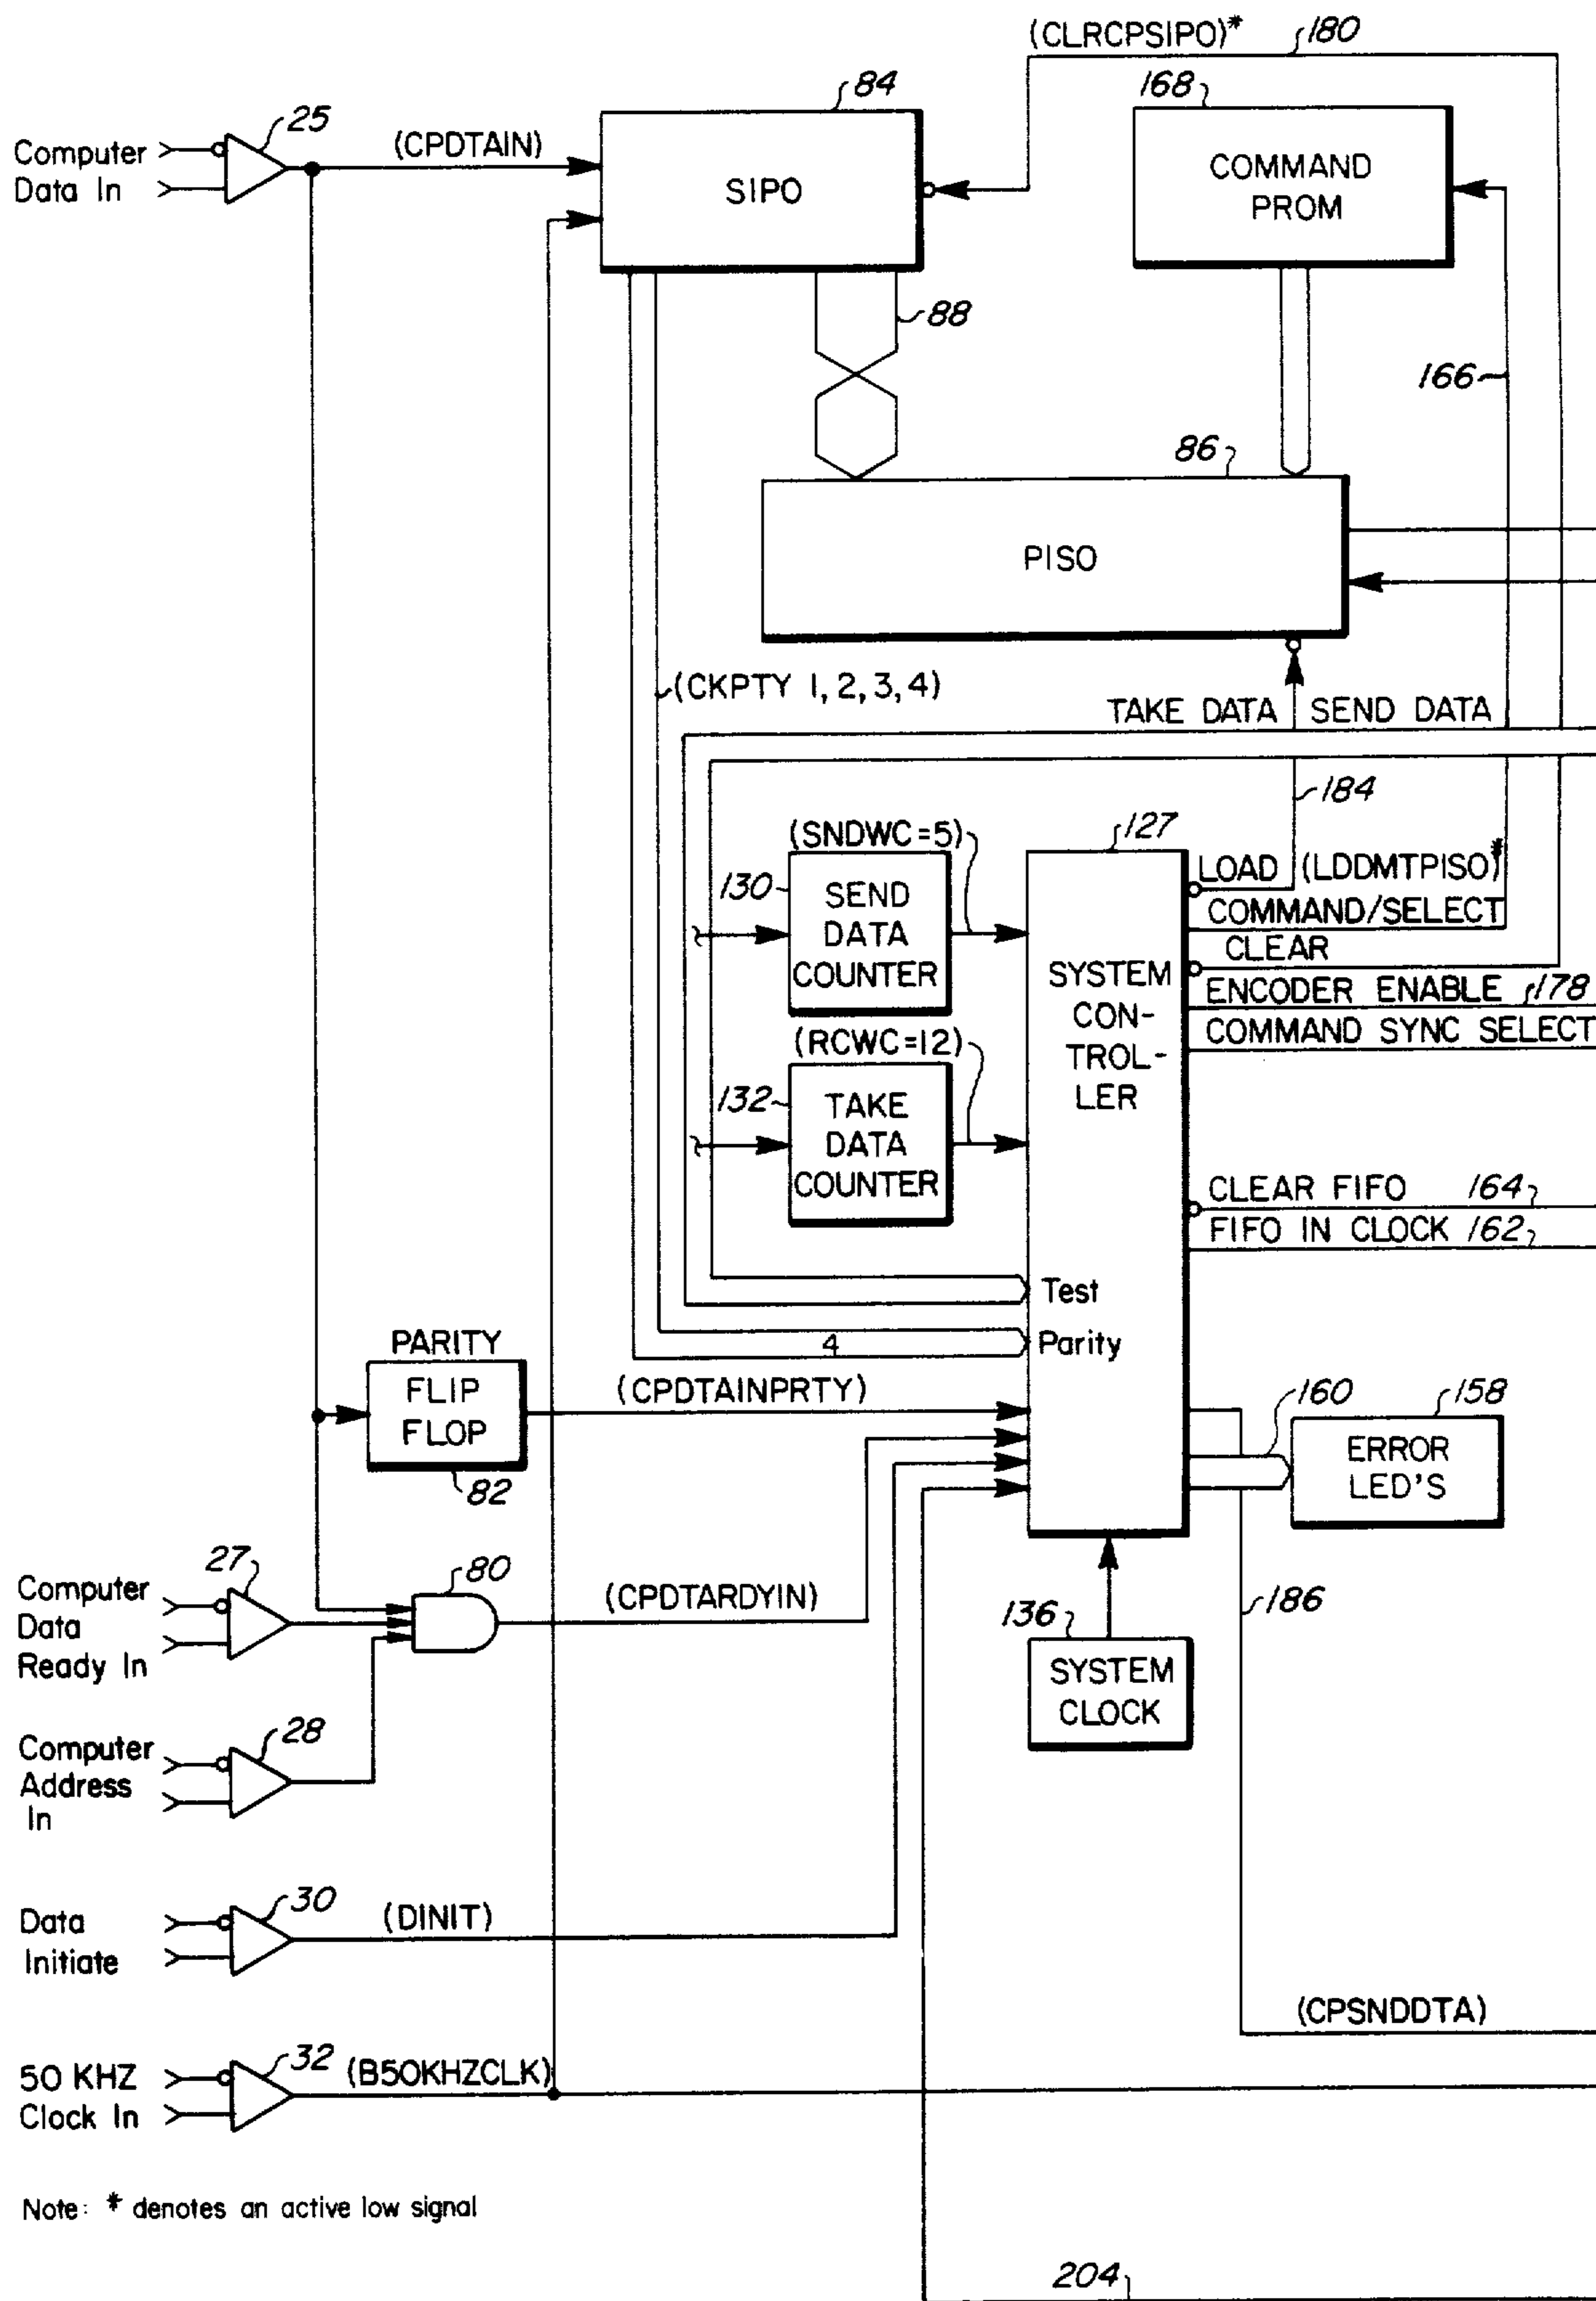 (CLRCPSIPO)* 180
84
168
25
Computer
Data In
(CPDTAIN)
SIPO
COMMAND
PROM
88
166
86
PISO
(CKPTY 1, 2, 3, 4)
TAKE DATA SEND DATA
184
(SNDWC=5)
127
130
SEND
DATA
COUNTER
LOAD (LDDMTPISO)*
COMMAND/SELECT
CLEAR
SYSTEM
CON-
TROL-
LER
ENCODER ENABLE 178
COMMAND SYNC SELECT
(RCWC=12)
132
TAKE
DATA
COUNTER
CLEAR FIFO 164
FIFO IN CLOCK 162
Test
4
Parity
PARITY
FLIP
FLOP
82
(CPDTAINPRTY)
160
158
ERROR
LED'S
27
Computer
Data
Ready In
80
(CPDTARDYIN)
186
136
SYSTEM
CLOCK
28
Computer
Address
In
30
Data
Initiate
(DINIT)
(CPSNDDTA)
32
50 KHZ
Clock In
(B50KHZCLK)
Note: * denotes an active low signal
204